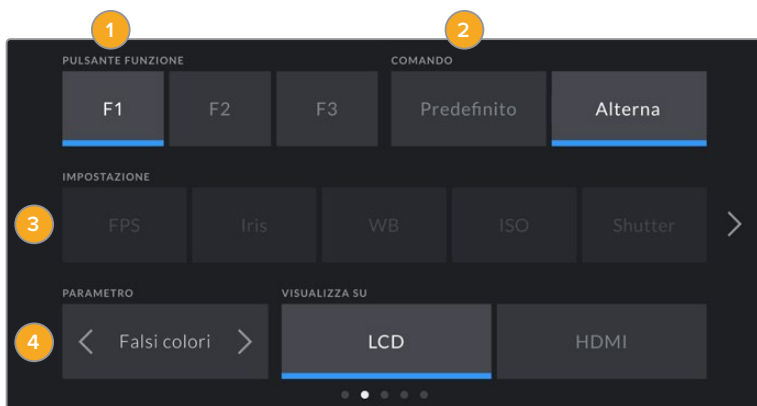 1
2
PULSANTE FUNZIONE
COMANDO
F1
F2
F3
Predefinito
Alterna
IMPOSTAZIONE
3
FPS
Iris
WB
ISO
Shutter
PARAMETRO
VISUALIZZA SU
4
Falsi colori
LCD
HDMI